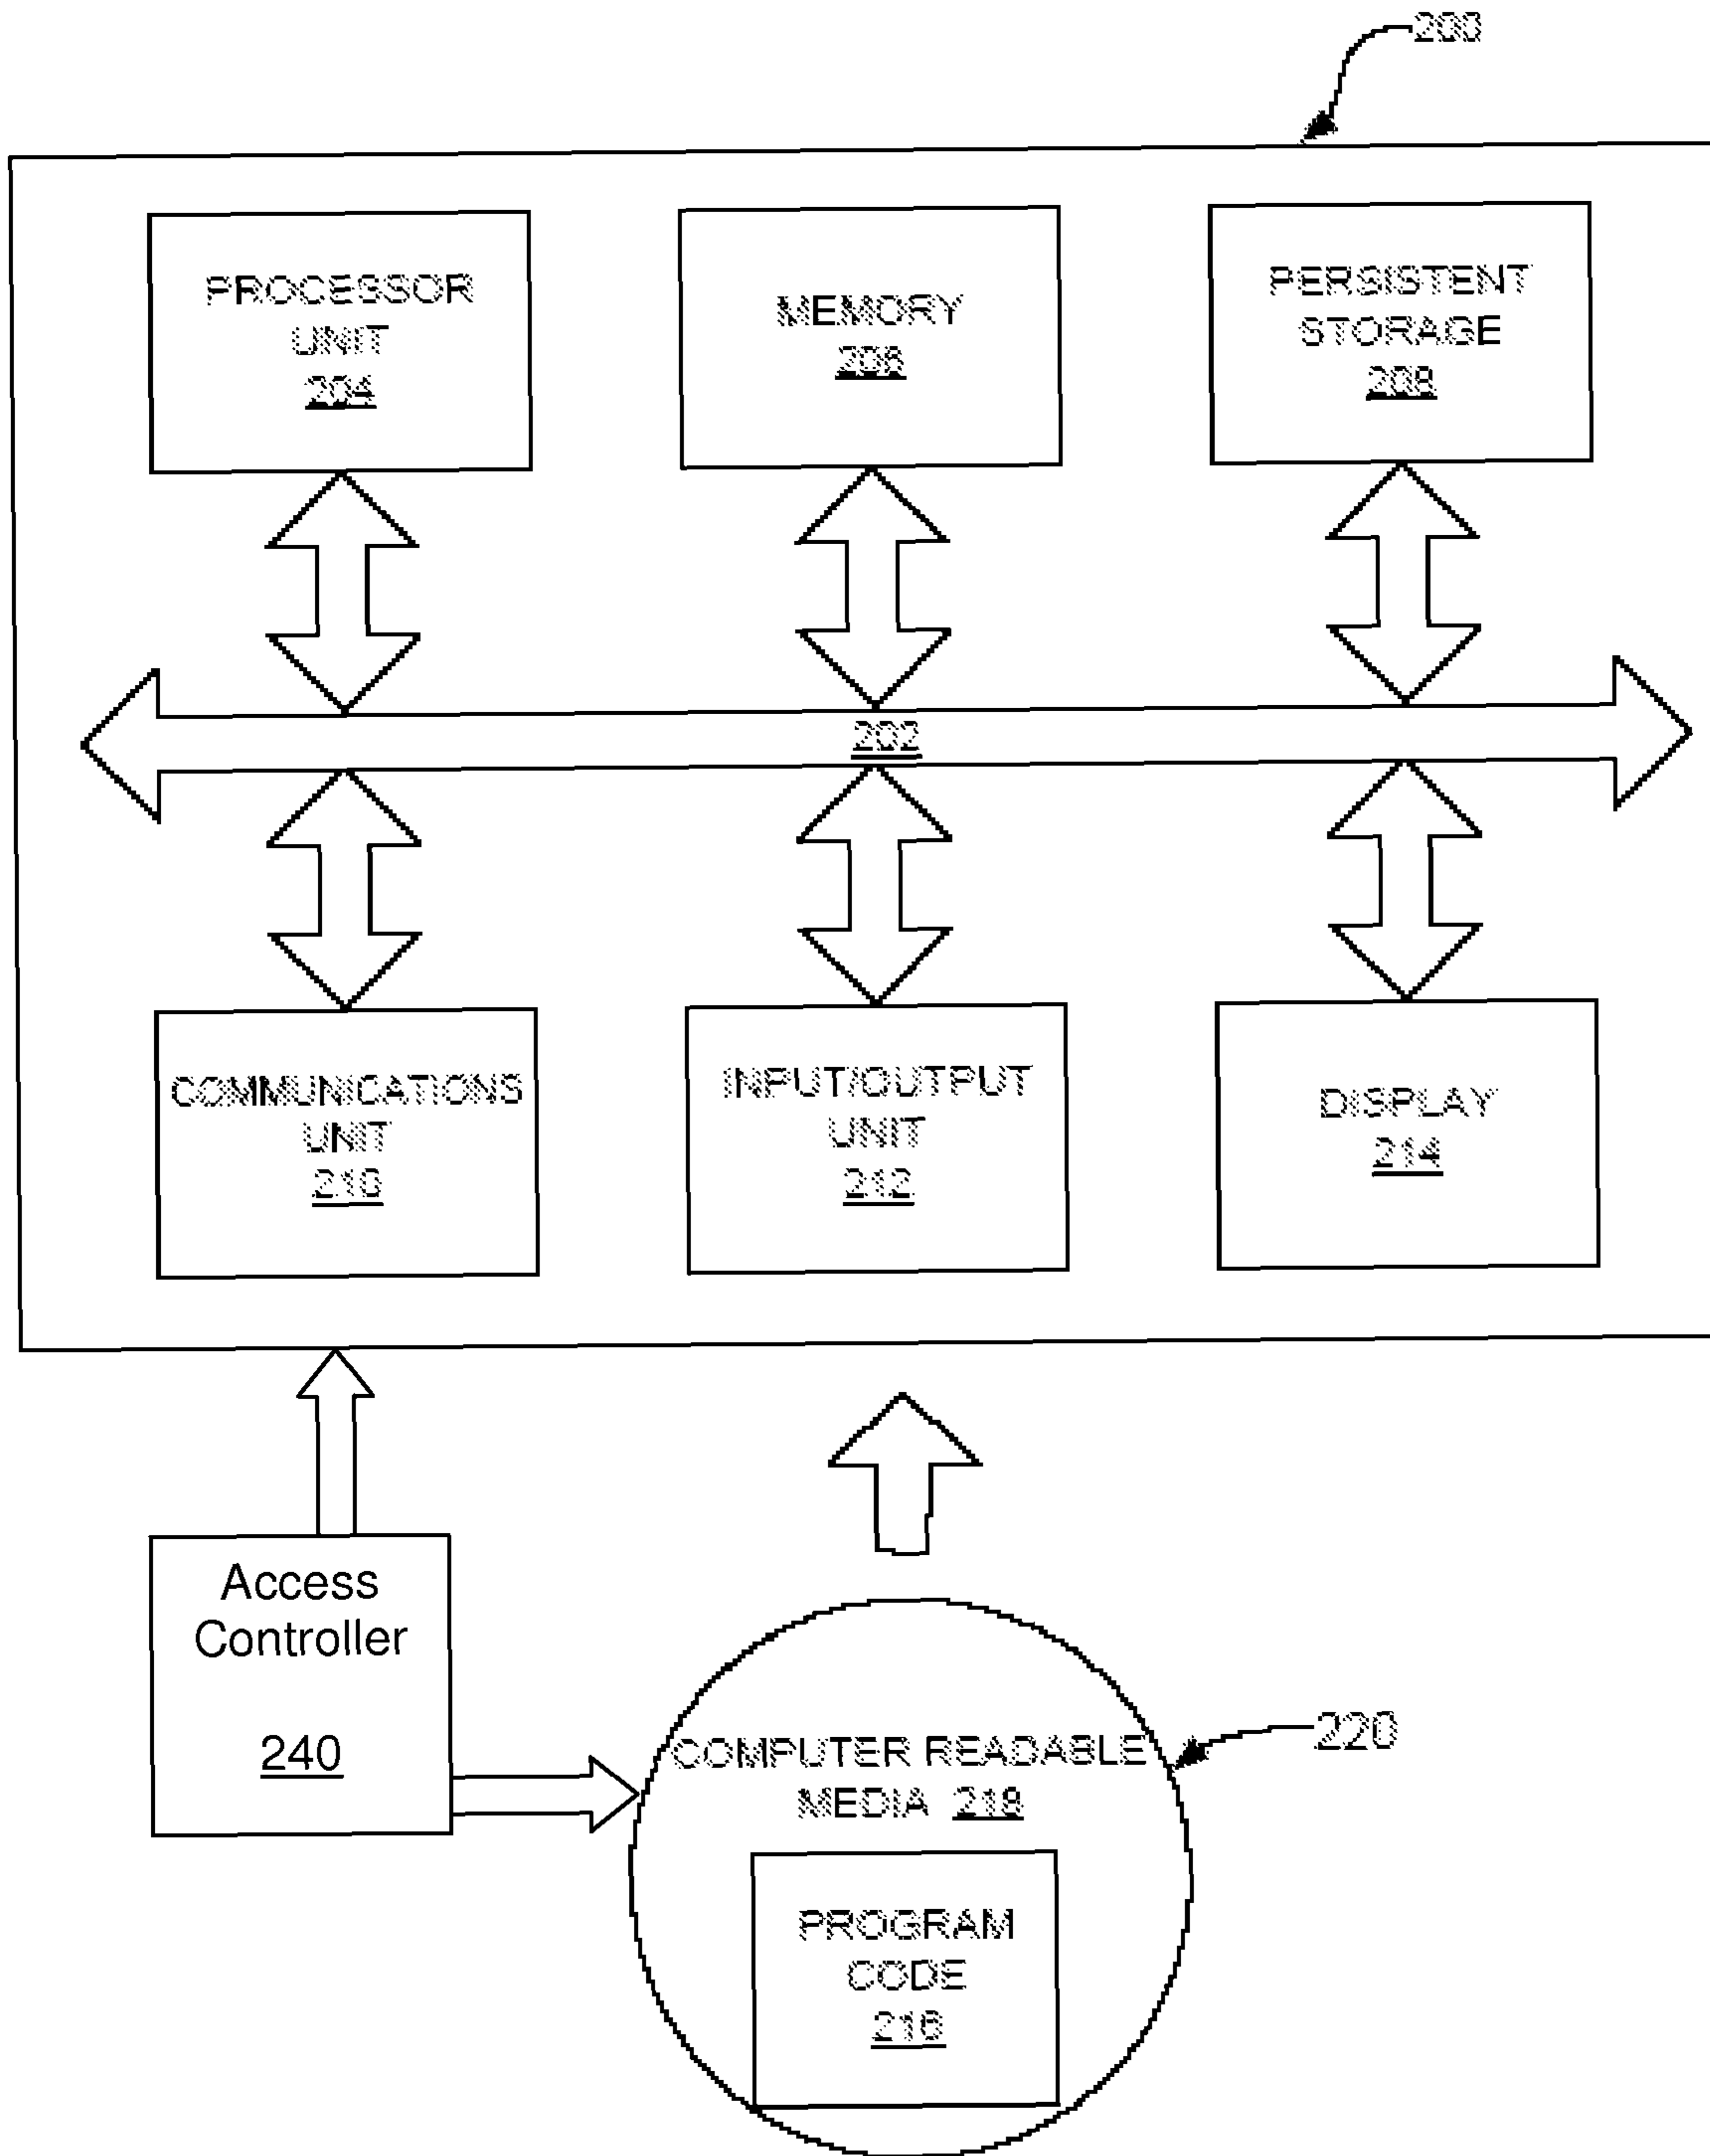 200
PROCESSOR
UNIT
204
MEMORY
206
PERSISTENT
STORAGE
208
202
COMMUNICATIONS
UNIT
210
INPUT/OUTPUT
UNIT
212
DISPLAY
214
Access
Controller
240
COMPUTER READABLE
MEDIA 218
220
PROGRAM
CODE
216